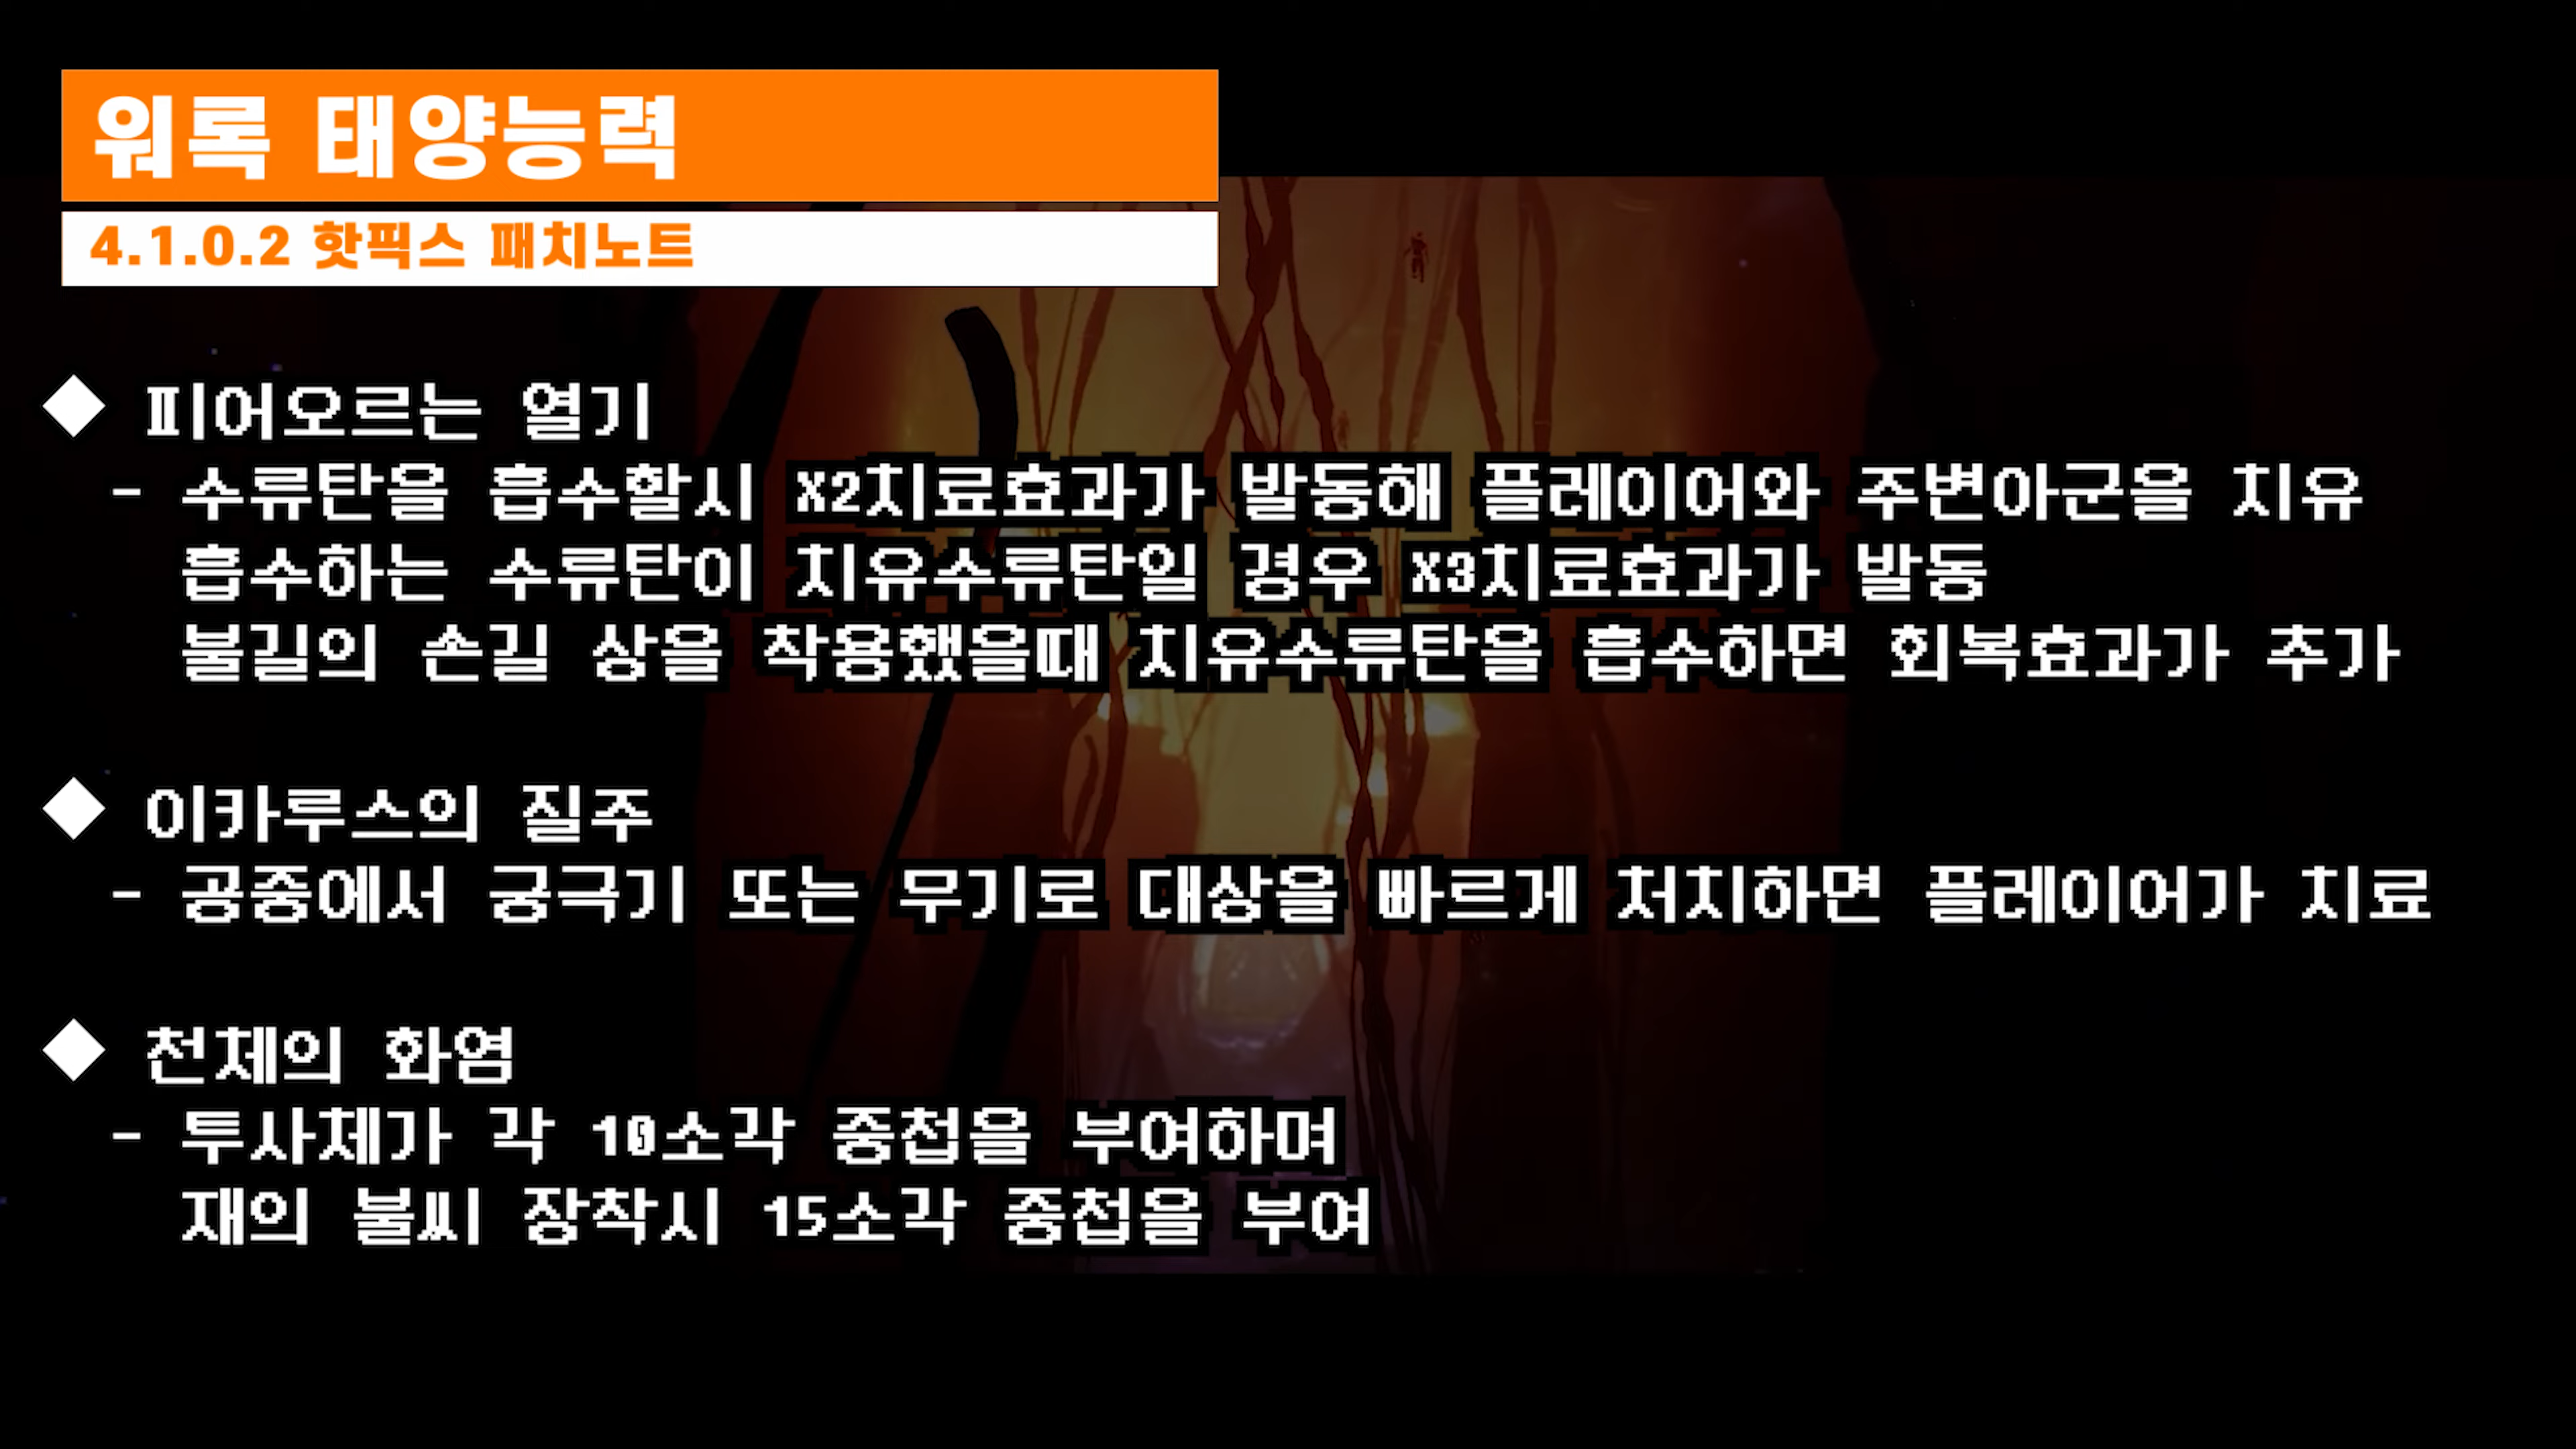 워록 태양능력
4.1.0.2 핫픽스 패치노트
◆ 피어오르는 열기
- 수류탄을 흡수할시 X2치료효과가 발동해 플레이어와 주변아군을 치유
흡수하는 수류탄이 치유수류탄일 경우 X3치료효과가 발동
불길의 손길 상을 착용했을때 치유수류탄을 흡수하면 회복효과가 추가
◆ 이카루스의 질주
- 공중에서 궁극기 또는 무기로 대상을 빠르게 처치하면 플레이어가 치료
◆ 천체의 화염
- 투사체가 각 10소각 중첩을 부여하며
재의 불씨 장착시 15소각 중첩을 부여